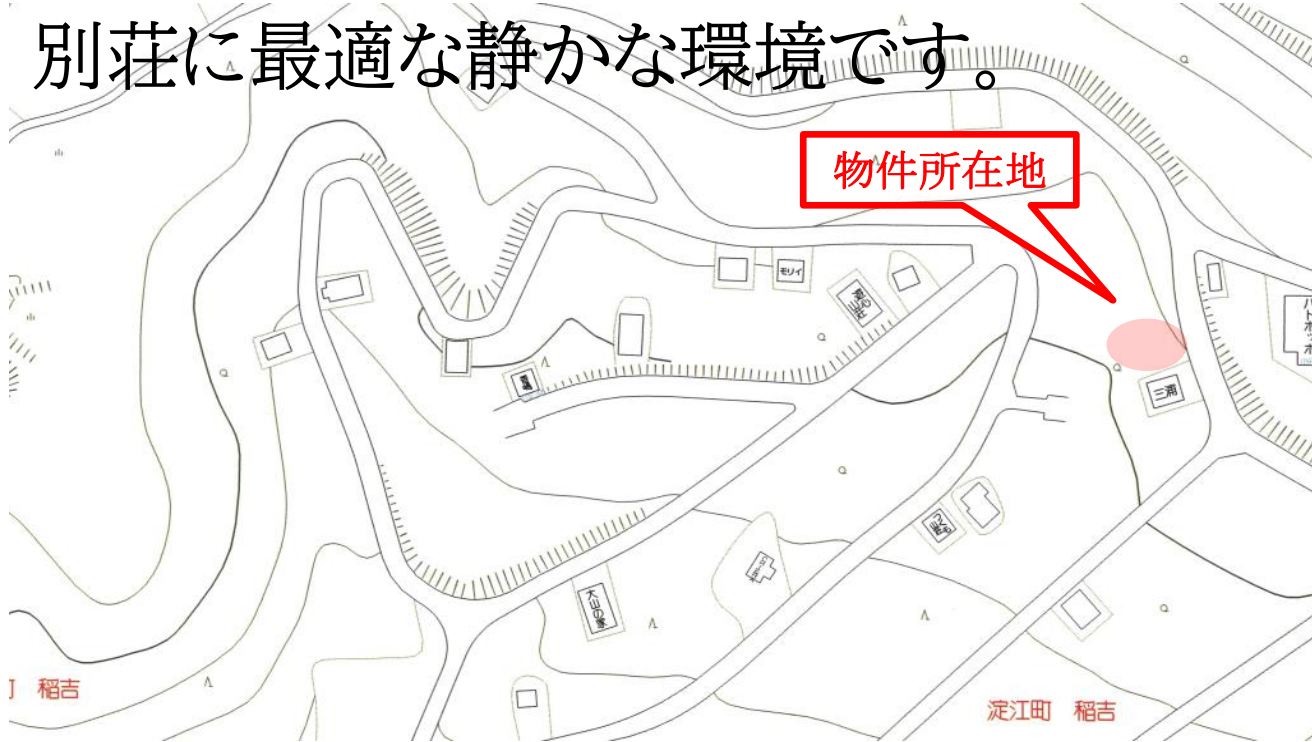 別荘に最適な静かな環境です。
物件所在地
モリイ
三浦
大山の家
町 稲吉
淀江町 稲吉